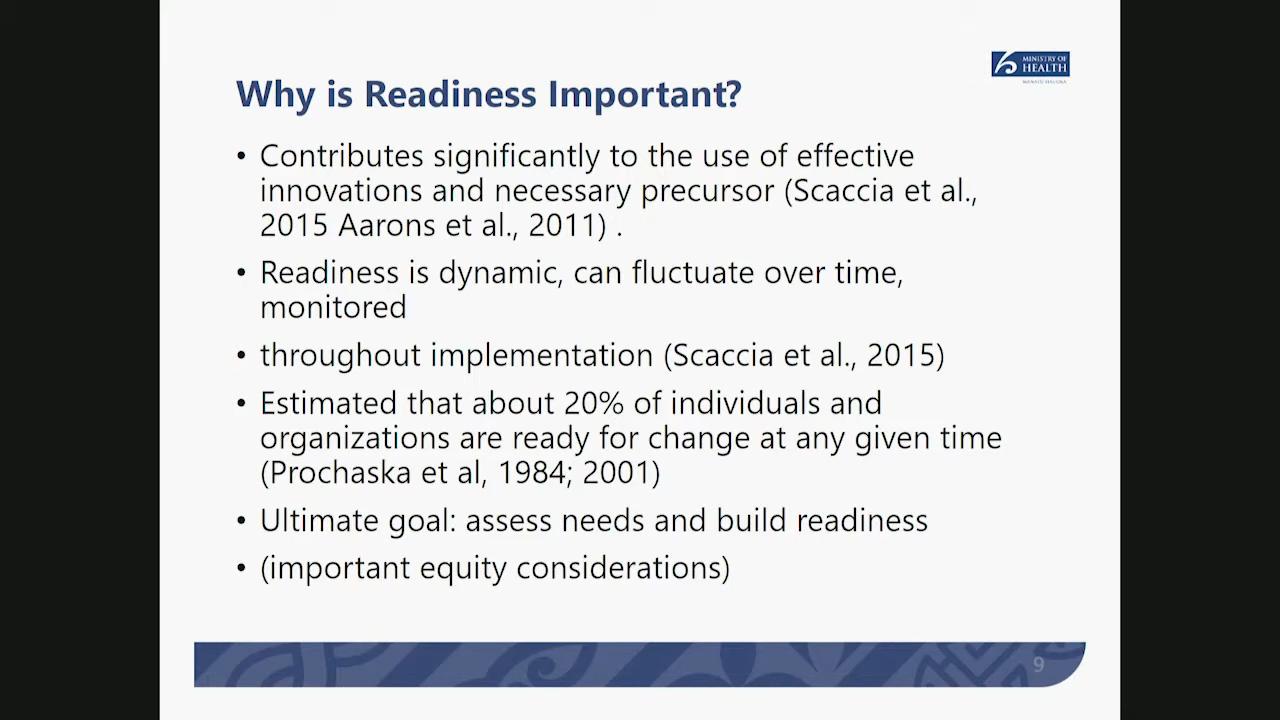 MINISTRY OF
HEALTH
MANATŪ HAUORA
Why is Readiness Important?
• Contributes significantly to the use of effective
innovations and necessary precursor (Scaccia et al.,
2015 Aarons et al., 2011) .
• Readiness is dynamic, can fluctuate over time,
monitored
• throughout implementation (Scaccia et al., 2015)
• Estimated that about 20% of individuals and
organizations are ready for change at any given time
(Prochaska et al, 1984; 2001)
• Ultimate goal: assess needs and build readiness
• (important equity considerations)
9